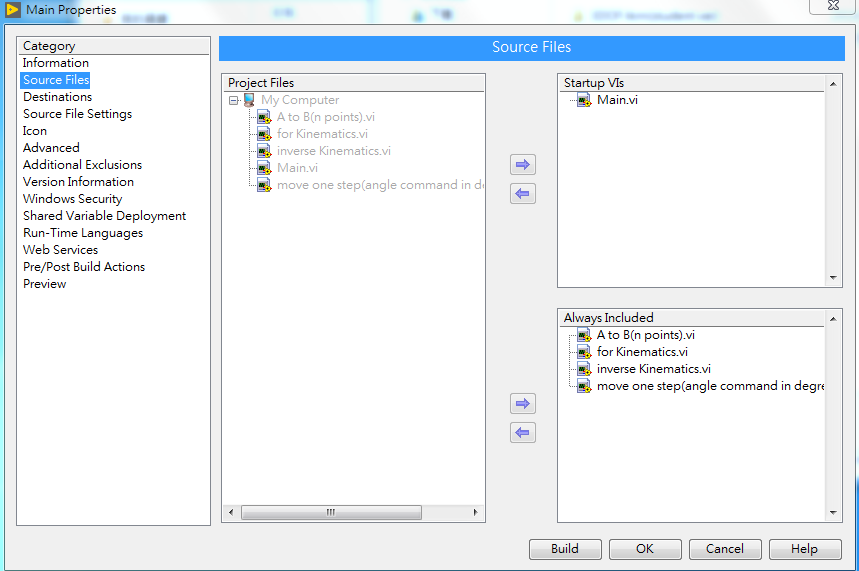 Main Properties
Category
Information
Source Files
Destinations
Source File Settings
Icon
Advanced
Additional Exclusions
Version Information
Windows Security
Shared Variable Deployment
Run-Time Languages
Web Services
Pre/Post Build Actions
Preview
Source Files
Project Files
My Computer
A to B(n points).vi
for Kinematics.vi
inverse Kinematics.vi
Main.vi
move one step(angle command in de
Startup VIs
Main.vi
Always Included
A to B(n points).vi
for Kinematics.vi
inverse Kinematics.vi
move one step(angle command in degre
Build
OK
Cancel
Help